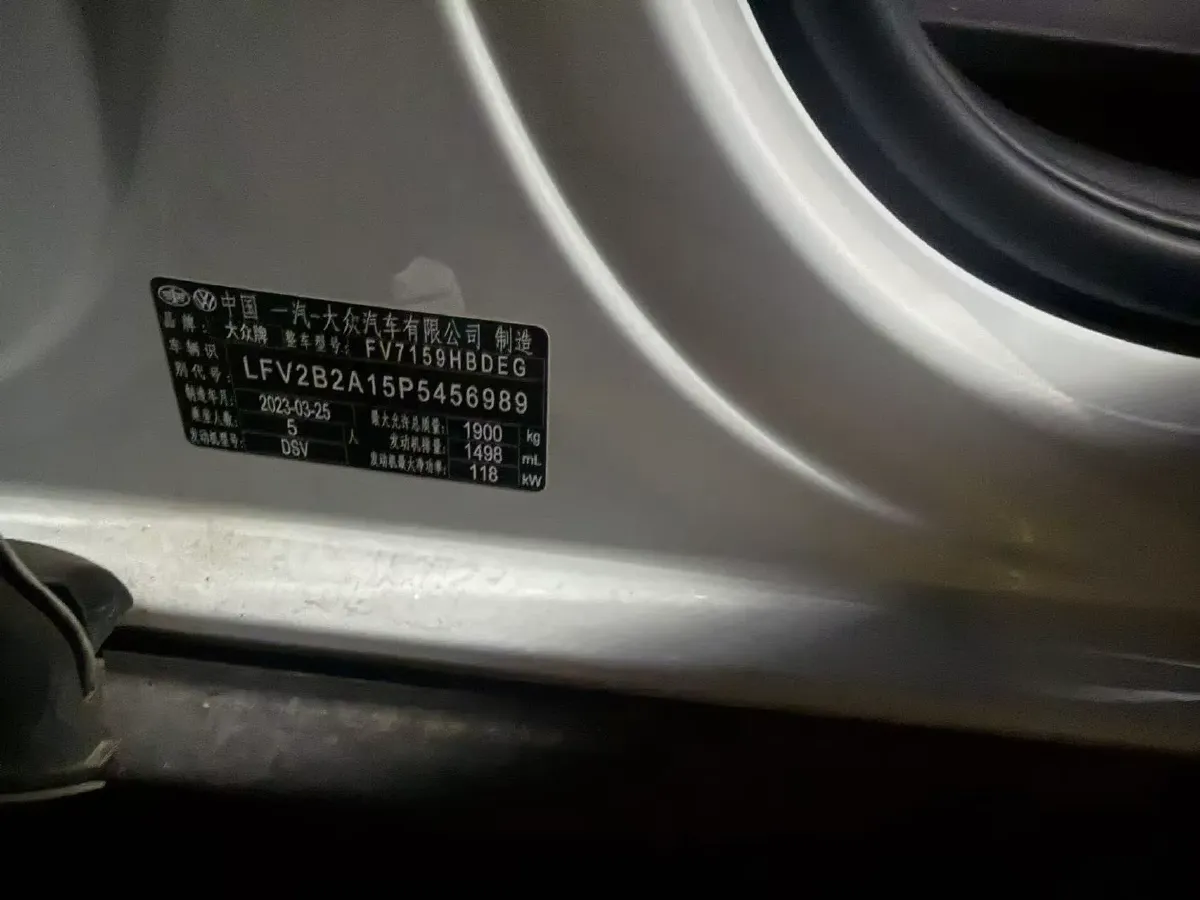 中国 一汽-大众汽车有限公司 制造
品牌: 大众牌 整车型号: FV7159HBDEG
车辆识别代号: LFV2B2A15P5456989
制造年月: 2023-03-25 最大允许总质量: 1900 kg
乘坐人数: 5 人 发动机排量: 1498 mL
发动机型号: DSV 发动机最大净功率: 118 kW